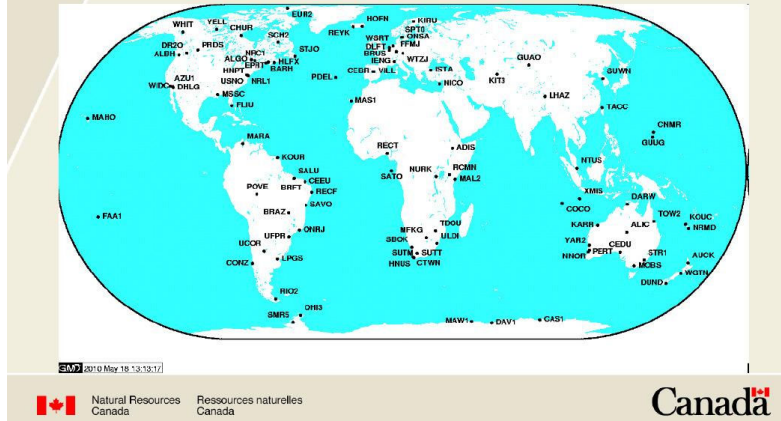 EUR2
HOFN
KIRU
WHIT
YELL
REYK
SPT0
CHUR
SCH2
WSRT
ONSA
DR2O
PRDS
STJO
DLFT
FFMJ
ALBH
ALGO
NRC1
BRUS
WTZJ
GUAO
EPRT
HLFX
IENG
HNPT
BARH
CEBR
VILL
ISTA
KIT3
GUWN
AZU1
USNO
PDEL
NICO
WIDC
DHLG
NRL1
MSSC
MAS1
LHAZ
FLIU
TACC
MAHO
CNMR
MARA
GUUG
RECT
ADIS
KOUR
NTUS
SALU
NURK
RCMN
SATO
MAL2
XMIS
POVE
BRFT
CEEU
RECF
DARW
COCO
SAVO
FAA1
BRAZ
TOW2
KOUC
TDOU
KARR
ALIC
NRMD
UFPR
ONRJ
MFKG
ULDI
UCOR
SBOK
YAR2
CEDU
SUTM
SUTT
NNOR
PERT
STR1
AUCK
CONZ
LPGS
HNUS
CTWN
MOBS
WGTN
DUND
RIO2
SMR5
OHI3
MAW1
DAV1
CAS1
GMD 2010 May 18 13:13:17
Natural Resources Ressources naturelles
Canada Canada
Canada